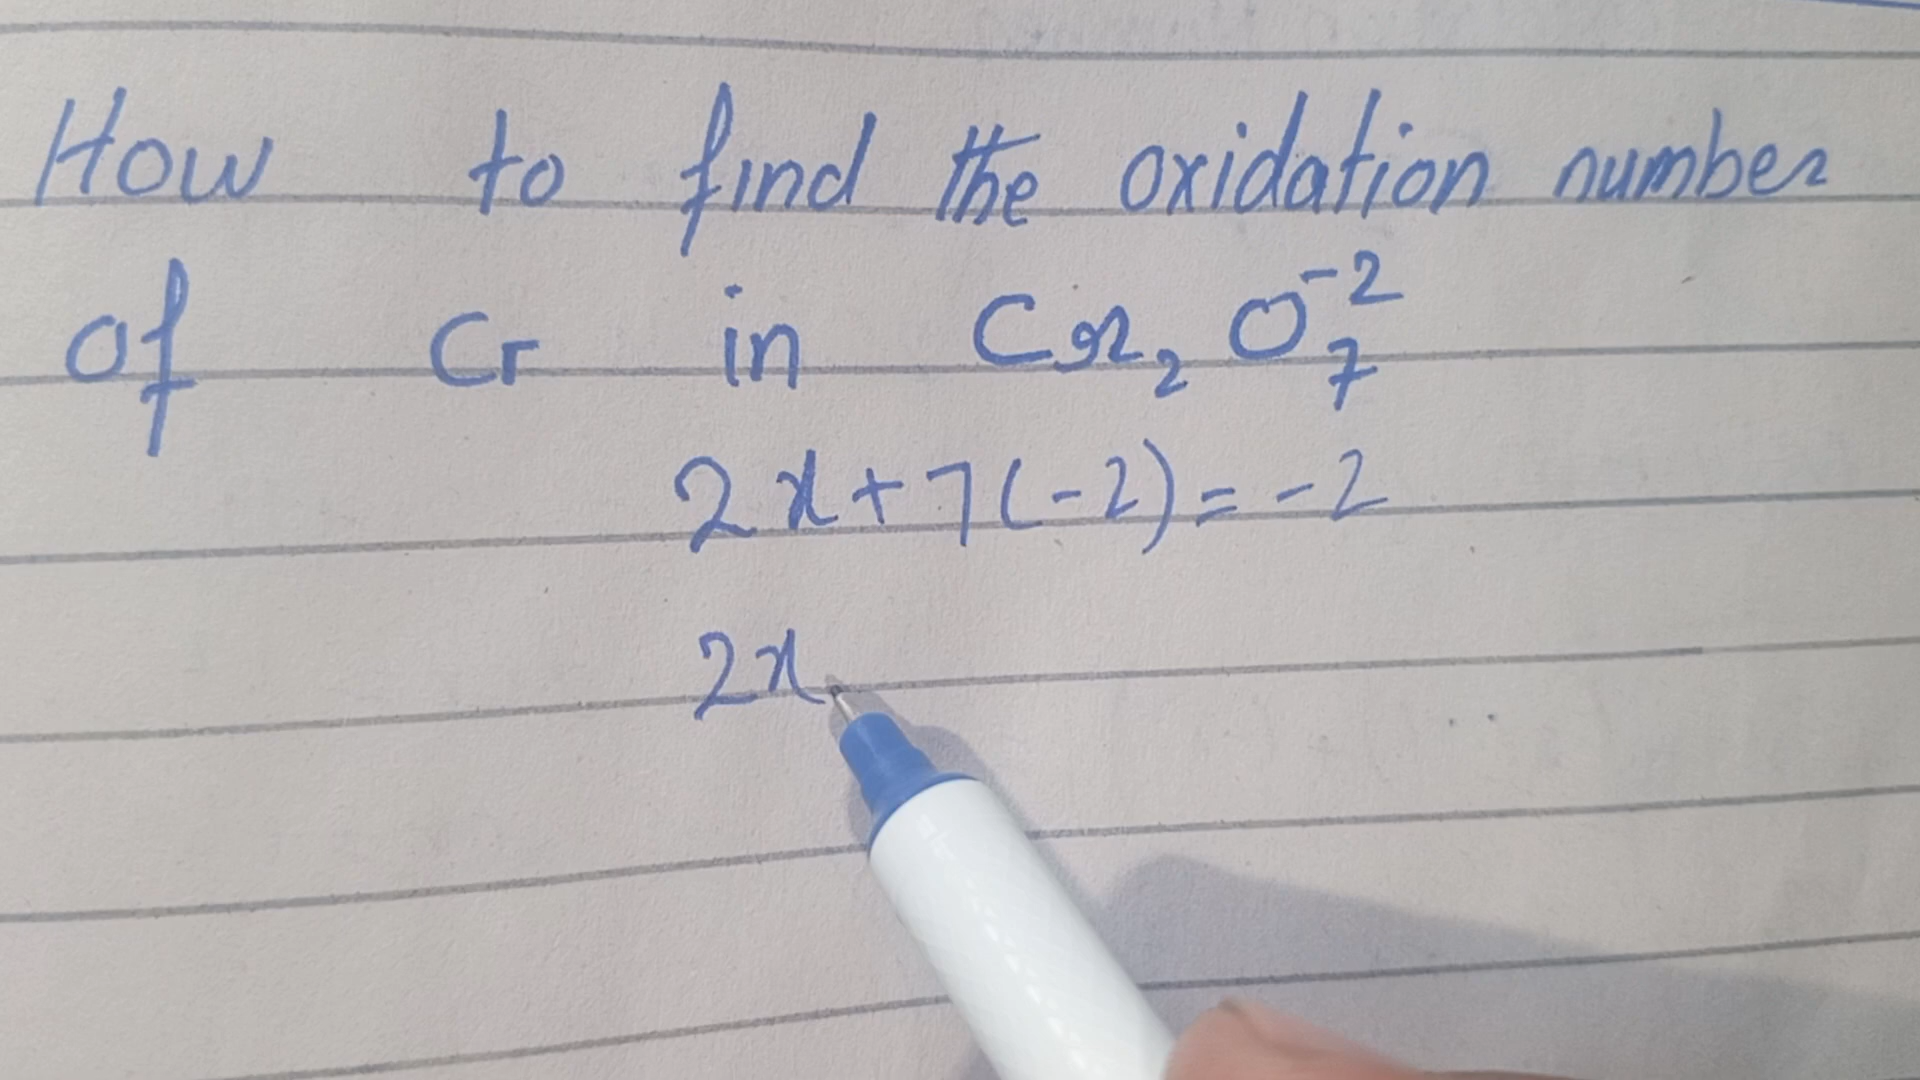 How to find the oxidation number
of Cr in Cr₂O₇⁻²
2x+7(-2)=-2
2x